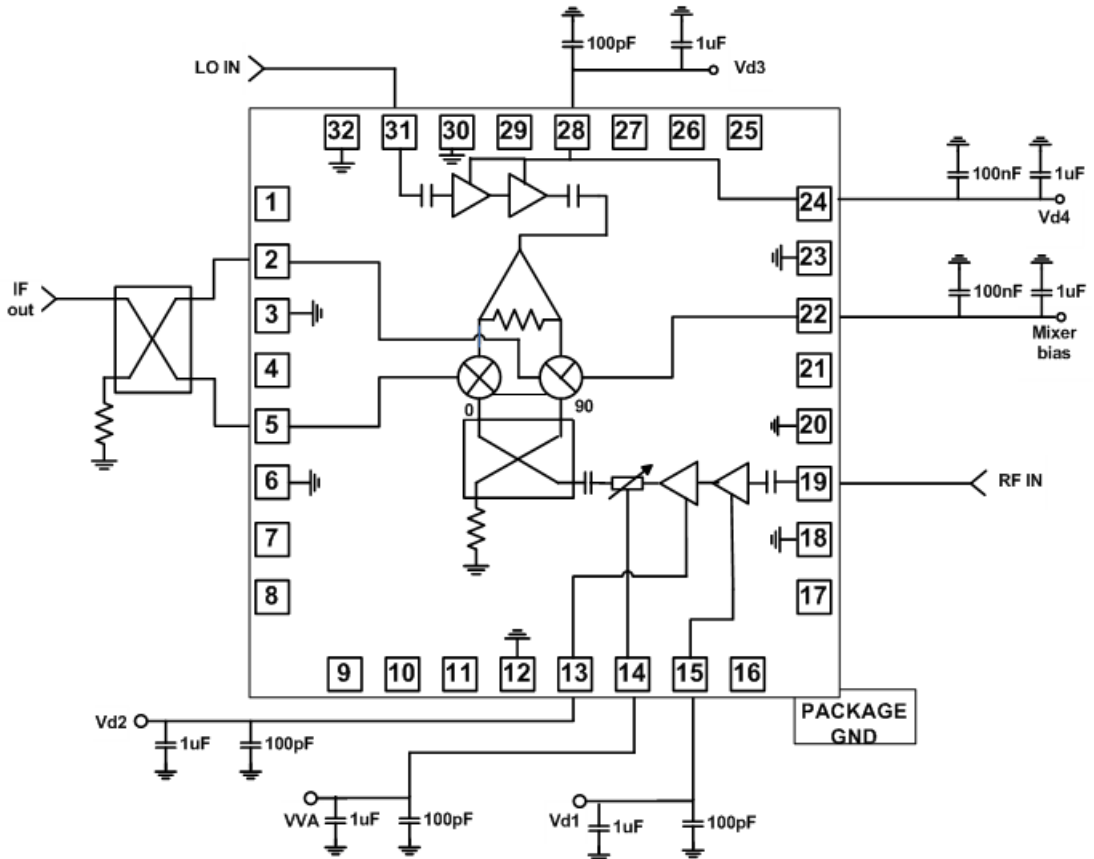 100pF
1uF
LO IN
Vd3
32
31
30
29
28
27
26
25
100nF
1uF
1
24
Vd4
2
23
IF
out
100nF
1uF
3
22
Mixer
bias
4
21
0
90
5
20
6
19
RF IN
7
18
8
17
9
10
11
12
13
14
15
16
PACKAGE
GND
Vd2
1uF
100pF
VVA
1uF
100pF
Vd1
1uF
100pF